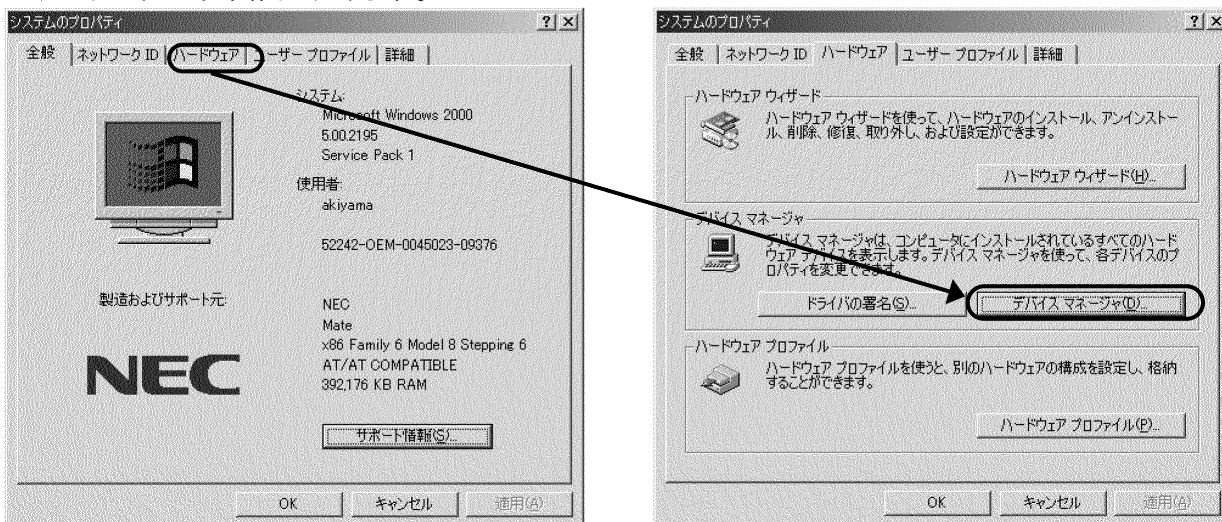 システムのプロパティ
全般 ネットワーク ID ハードウェア ユーザー プロファイル 詳細
システム:
Microsoft Windows 2000
5.00.2195
Service Pack 1
使用者:
akiyama
52242-OEM-0045023-09376
製造およびサポート元:
NEC
Mate
x86 Family 6 Model 8 Stepping 6
AT/AT COMPATIBLE
392,176 KB RAM
NEC
サポート情報(S)...
OK キャンセル 適用(A)
システムのプロパティ
全般 ネットワーク ID ハードウェア ユーザー プロファイル 詳細
ハードウェア ウィザード
ハードウェア ウィザードを使って、ハードウェアのインストール、アンインストー
ル、削除、修復、取り外し、および設定ができます。
ハードウェア ウィザード(H)...
デバイス マネージャ
デバイス マネージャは、コンピュータにインストールされているすべてのハード
ウェア デバイスを表示します。デバイス マネージャを使って、各デバイスのプ
ロパティを変更できます。
ドライバの署名(S)... デバイス マネージャ(D)...
ハードウェア プロファイル
ハードウェア プロファイルを使うと、別のハードウェアの構成を設定し、格納
することができます。
ハードウェア プロファイル(P)...
OK キャンセル 適用(A)